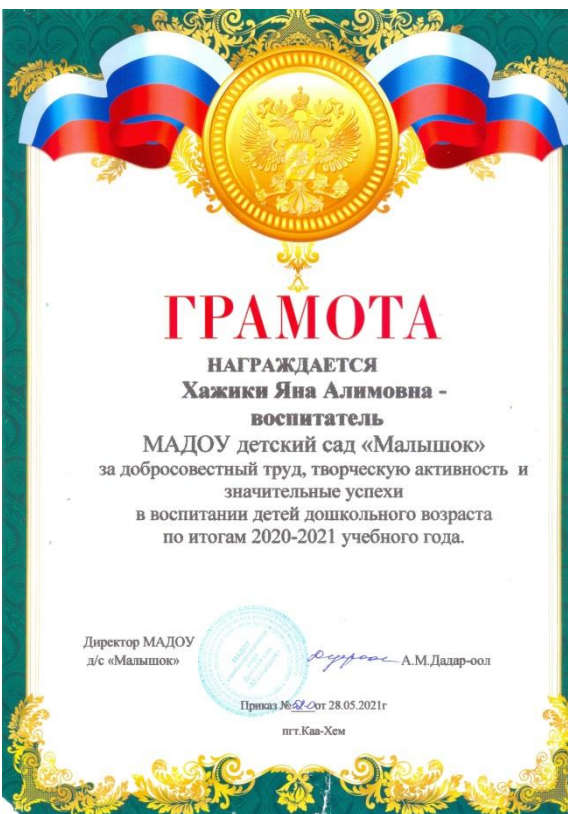 ГРАМОТА
НАГРАЖДАЕТСЯ
Хажики Яна Алимовна -
воспитатель
МАДОУ детский сад «Малышок»
за добросовестный труд, творческую активность и
значительные успехи
в воспитании детей дошкольного возраста
по итогам 2020-2021 учебного года.
Директор МАДОУ
д/с «Малышок»
А.М.Дадар-оол
Приказ № от 28.05.2021г
пгт.Каа-Хем